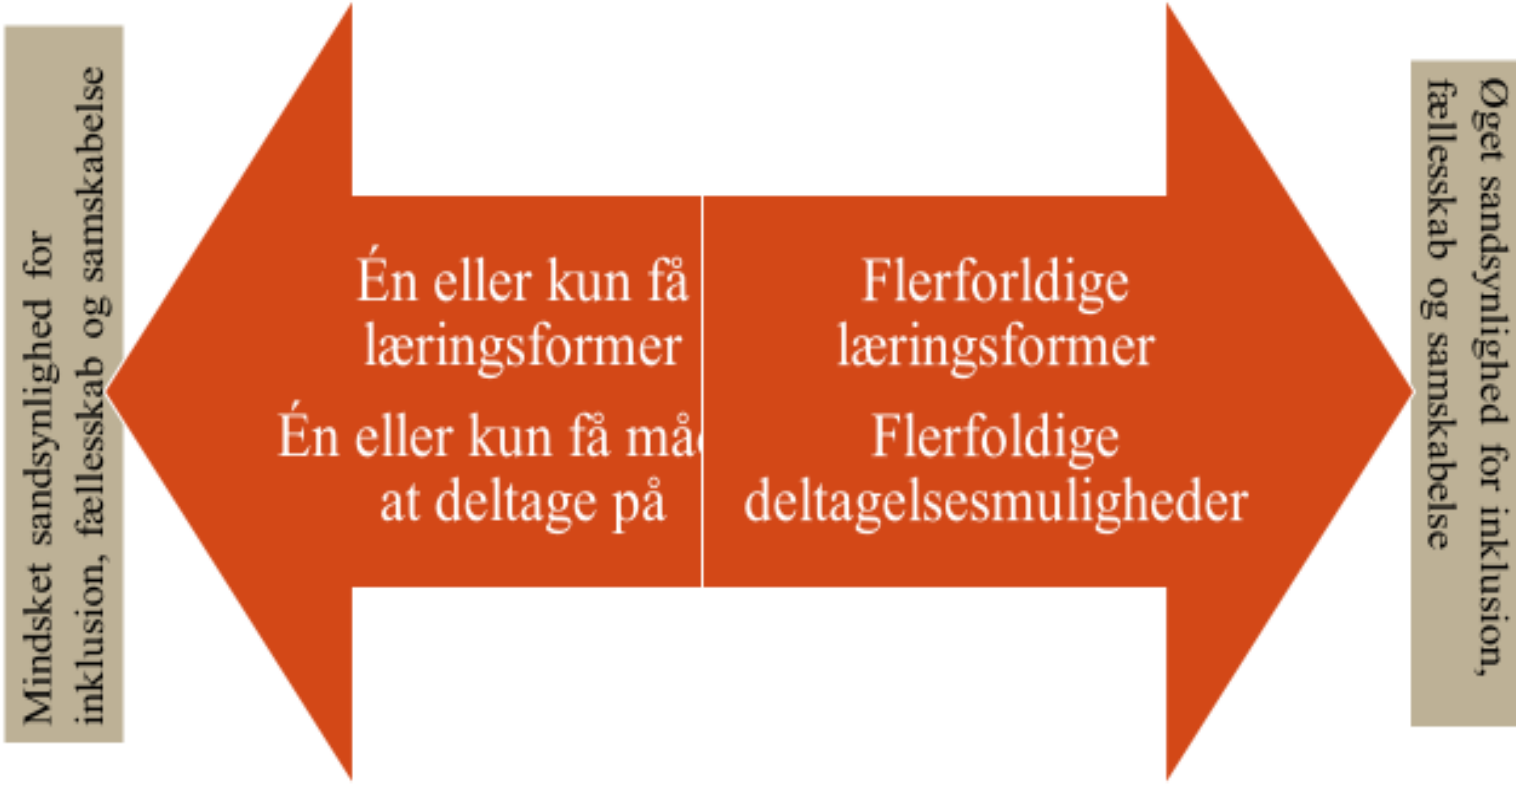 Mindsket sandsynlighed for
inklusion, fællesskab og samskabelse
Én eller kun få
læringsformer
Én eller kun få
at deltage på
Flerforldige
læringsformer
Flerfoldige
deltagelsesmuligheder
Øget sandsynlighed for inklusion,
fællesskab og samskabelse